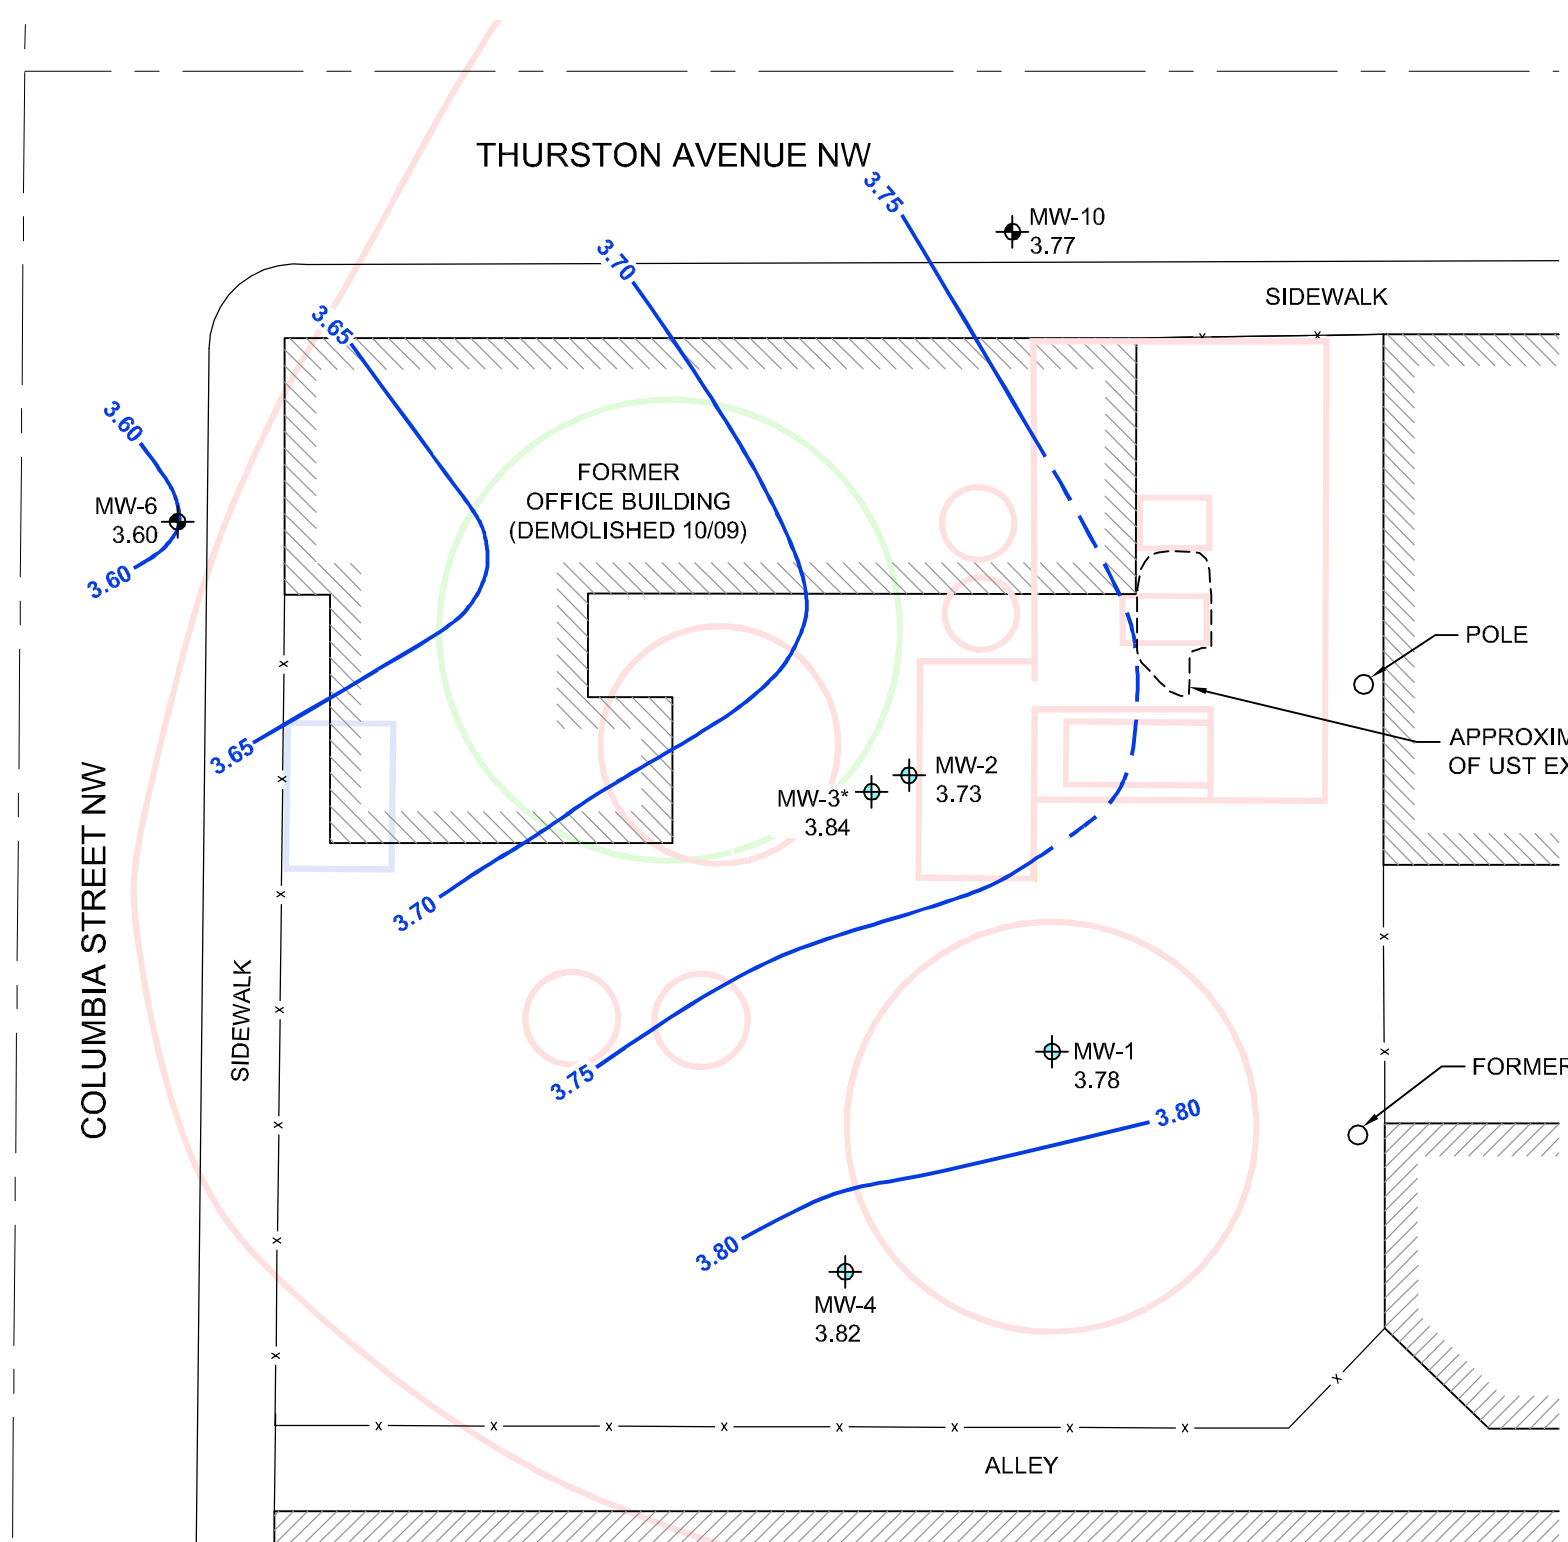 THURSTON AVENUE NW
3.75
MW-10
3.77
3.70
SIDEWALK
3.65
3.60
FORMER
OFFICE BUILDING
(DEMOLISHED 10/09)
MW-6
3.60
3.60
POLE
3.65
APPROXIM
OF UST EX
MW-2
3.73
MW-3*
3.84
3.70
COLUMBIA STREET NW
SIDEWALK
MW-1
3.78
FORMER
3.75
3.80
3.80
MW-4
3.82
ALLEY